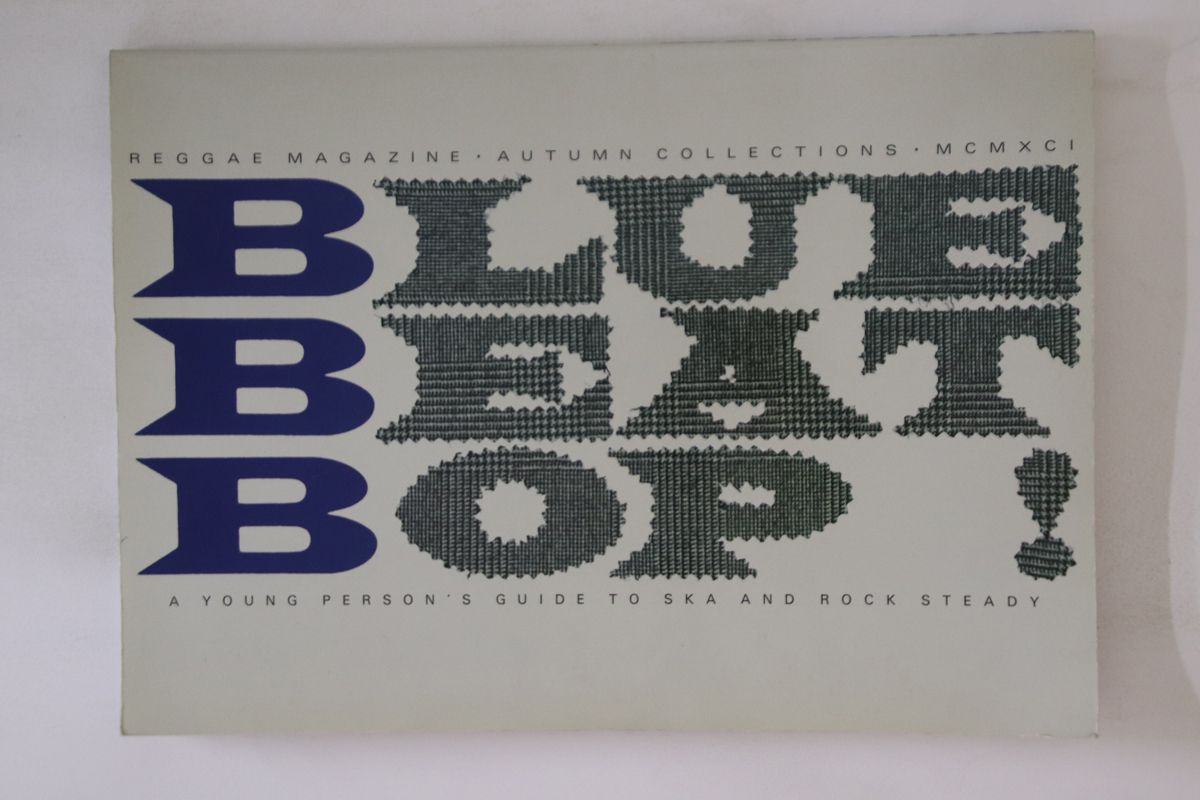 REGGAE MAGAZINE · AUTUMN COLLECTIONS · MCMXCI
BLUE
BEAT
BOP!
A YOUNG PERSON'S GUIDE TO SKA AND ROCK STEADY